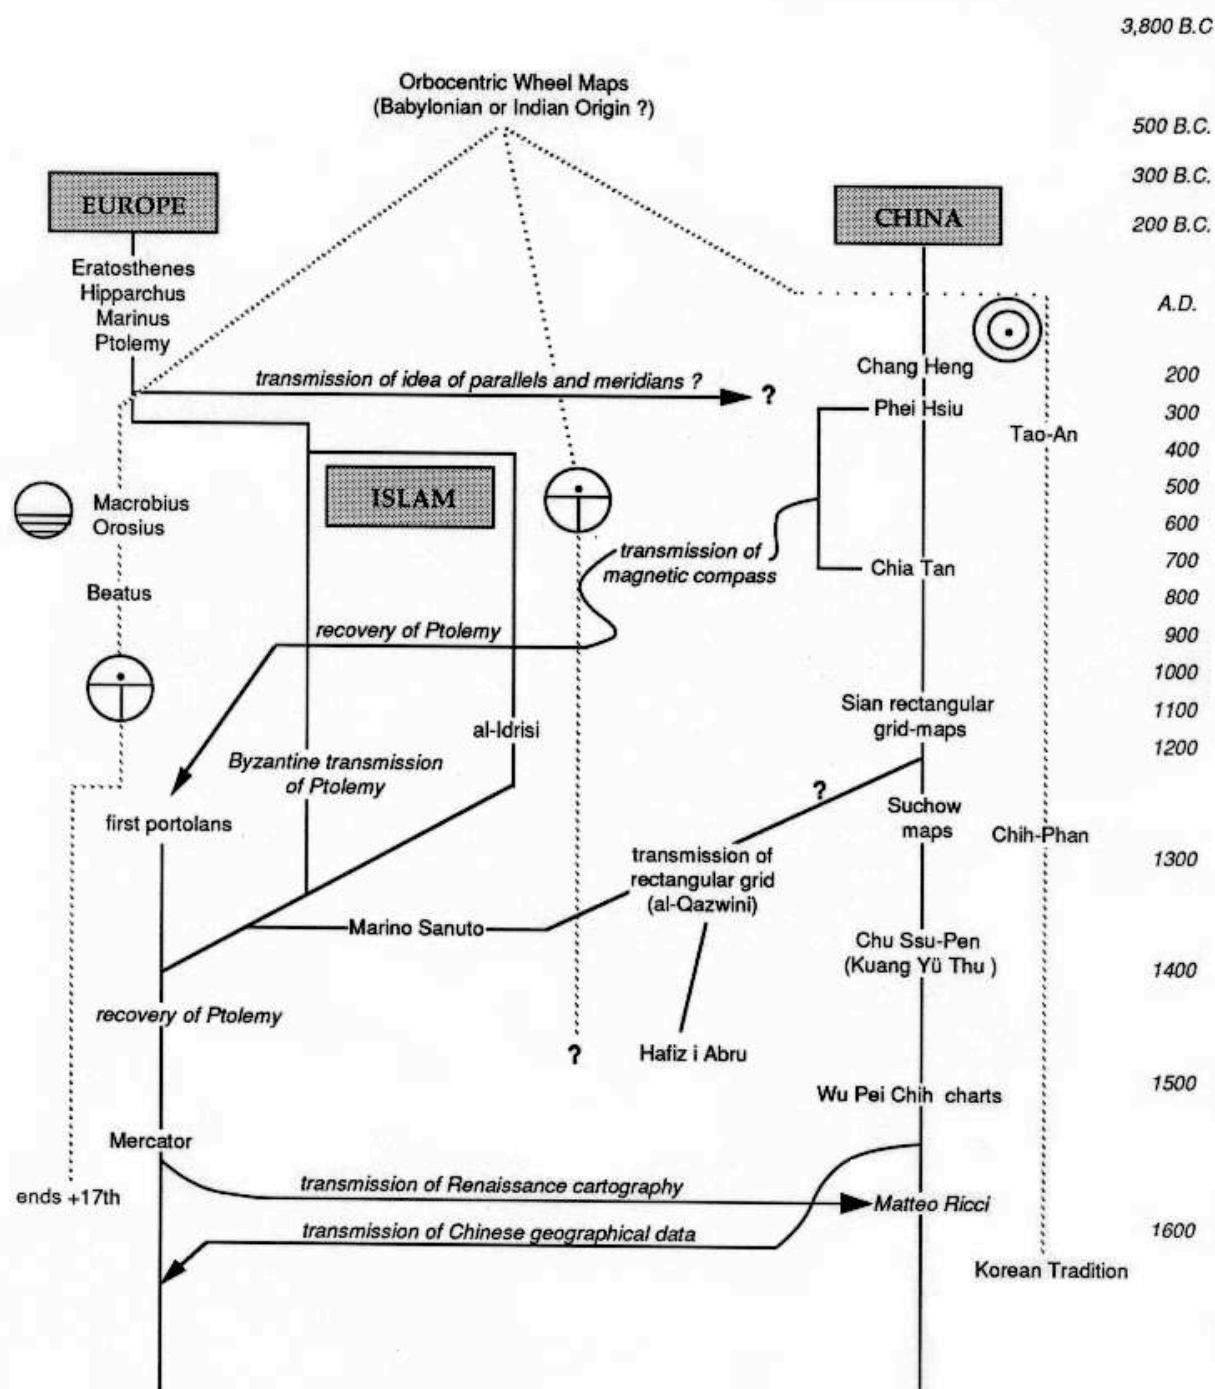 3,800 B.C
Orbocentric Wheel Maps
(Babylonian or Indian Origin ?)
500 B.C.
300 B.C.
EUROPE
CHINA
200 B.C.
Eratosthenes
Hipparchus
Marinus
Ptolemy
A.D.
transmission of idea of parallels and meridians ?
?
Chang Heng
200
Phei Hsiu
300
Tao-An
400
ISLAM
500
Macrobius
Orosius
600
transmission of
magnetic compass
700
Chia Tan
Beatus
800
recovery of Ptolemy
900
1000
Sian rectangular
grid-maps
1100
al-Idrisi
1200
Byzantine transmission
of Ptolemy
?
first portolans
Suchow
maps
Chih-Phan
transmission of
rectangular grid
(al-Qazwini)
1300
Marino Sanuto
Chu Ssu-Pen
(Kuang Yü Thu )
1400
recovery of Ptolemy
?
Hafiz i Abru
1500
Wu Pei Chih charts
Mercator
transmission of Renaissance cartography
ends +17th
Matteo Ricci
transmission of Chinese geographical data
1600
Korean Tradition